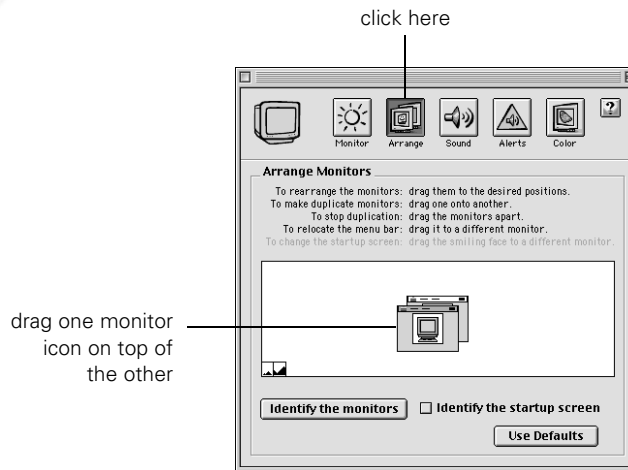 click here
Monitor Arrange Sound Alerts Color
?
Arrange Monitors
To rearrange the monitors: drag them to the desired positions.
To make duplicate monitors: drag one onto another.
To stop duplication: drag the monitors apart.
To relocate the menu bar: drag it to a different monitor.
To change the startup screen: drag the smiling face to a different monitor.
drag one monitor
icon on top of
the other
Identify the monitors
Identify the startup screen
Use Defaults